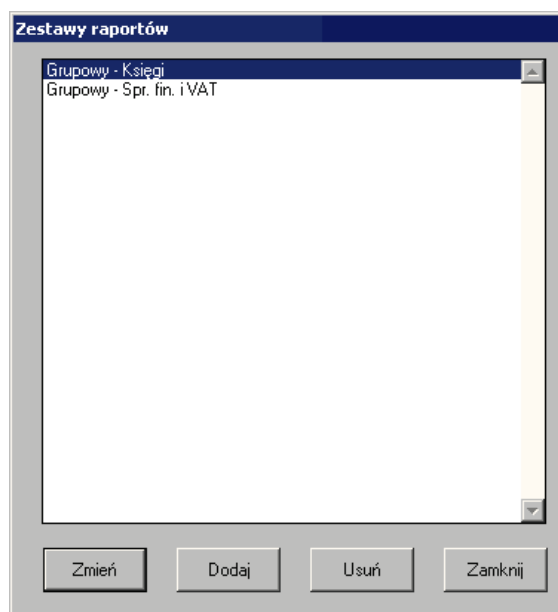 Zestawy raportów
Grupowy - Księgi
Grupowy - Spr. fin. i VAT
Zmień Dodaj Usuń Zamknij